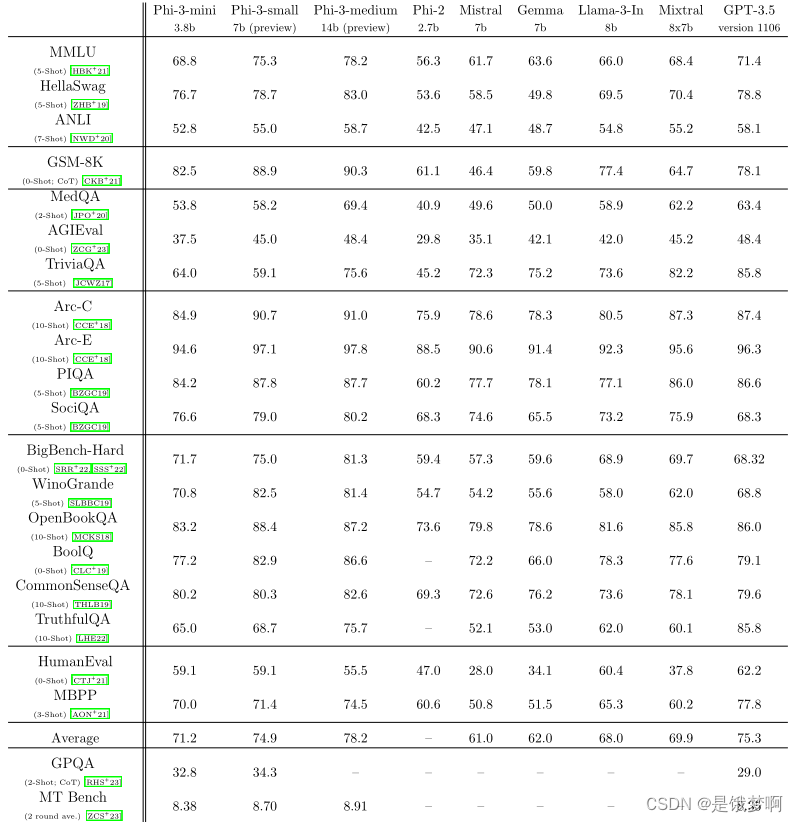 Phi-3-mini Phi-3-small Phi-3-medium Phi-2 Mistral Gemma Llama-3-In Mixtral GPT-3.5
3.8b 7b (preview) 14b (preview) 2.7b 7b 7b 8b 8x7b version 1106
MMLU
(5-Shot) [HBK+21] 68.8 75.3 78.2 56.3 61.7 63.6 66.0 68.4 71.4
HellaSwag
(5-Shot) [ZHB+19] 76.7 78.7 83.0 53.6 58.5 49.8 69.5 70.4 78.8
ANLI
(7-Shot) [NWD+20] 52.8 55.0 58.7 42.5 47.1 48.7 54.8 55.2 58.1
GSM-8K
(0-Shot; CoT) [CKB+21] 82.5 88.9 90.3 61.1 46.4 59.8 77.4 64.7 78.1
MedQA
(2-Shot) [JPO+20] 53.8 58.2 69.4 40.9 49.6 50.0 58.9 62.2 63.4
AGIEval
(0-Shot) [ZCG+23] 37.5 45.0 48.4 29.8 35.1 42.1 42.0 45.2 48.4
TriviaQA
(5-Shot) [JCWZ17] 64.0 59.1 75.6 45.2 72.3 75.2 73.6 82.2 85.8
Arc-C
(10-Shot) [CCE+18] 84.9 90.7 91.0 75.9 78.6 78.3 80.5 87.3 87.4
Arc-E
(10-Shot) [CCE+18] 94.6 97.1 97.8 88.5 90.6 91.4 92.3 95.6 96.3
PIQA
(5-Shot) [BZGC19] 84.2 87.8 87.7 60.2 77.7 78.1 77.1 86.0 86.6
SociQA
(5-Shot) [BZGC19] 76.6 79.0 80.2 68.3 74.6 65.5 73.2 75.9 68.3
BigBench-Hard
(0-Shot) [SRR+22, SSS+22] 71.7 75.0 81.3 59.4 57.3 59.6 68.9 69.7 68.32
WinoGrande
(5-Shot) [SLBBC19] 70.8 82.5 81.4 54.7 54.2 55.6 58.0 62.0 68.8
OpenBookQA
(10-Shot) [MCKS18] 83.2 88.4 87.2 73.6 79.8 78.6 81.6 85.8 86.0
BoolQ
(0-Shot) [CLC+19] 77.2 82.9 86.6 – 72.2 66.0 78.3 77.6 79.1
CommonSenseQA
(10-Shot) [THLB19] 80.2 80.3 82.6 69.3 72.6 76.2 73.6 78.1 79.6
TruthfulQA
(10-Shot) [LHE22] 65.0 68.7 75.7 – 52.1 53.0 62.0 60.1 85.8
HumanEval
(0-Shot) [CTJ+21] 59.1 59.1 55.5 47.0 28.0 34.1 60.4 37.8 62.2
MBPP
(3-Shot) [AON+21] 70.0 71.4 74.5 60.6 50.8 51.5 65.3 60.2 77.8
Average 71.2 74.9 78.2 – 61.0 62.0 68.0 69.9 75.3
GPQA
(2-Shot; CoT) [RHS+23] 32.8 34.3 – – – – – – 29.0
MT Bench
(2 round ave.) [ZCS+23] 8.38 8.70 8.91 – – – – – 8.35
CSDN @是饿梦啊